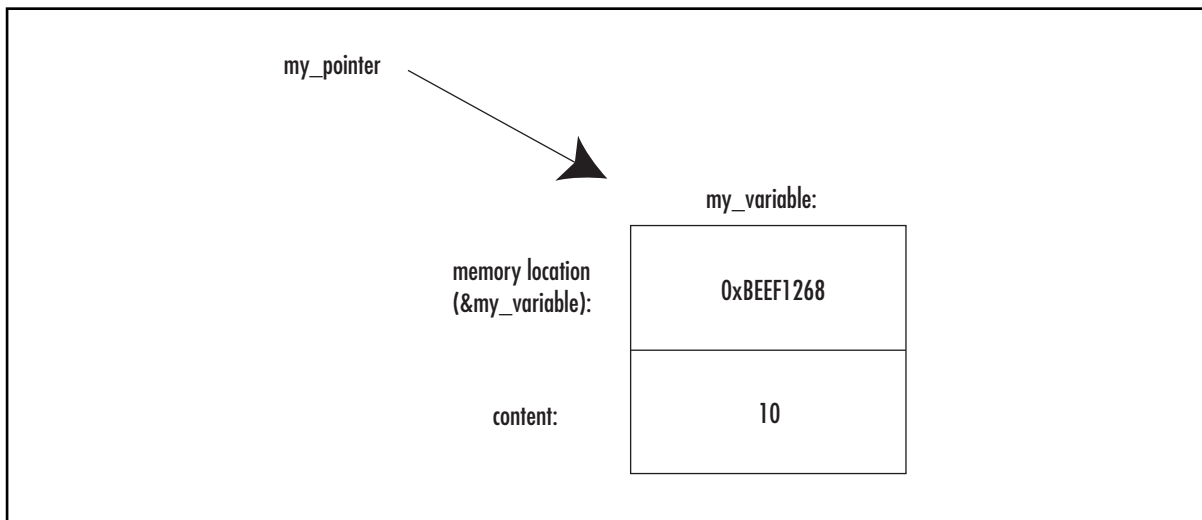 my_pointer
my_variable:
memory location
(&my_variable):
0xBEEF1268
content:
10